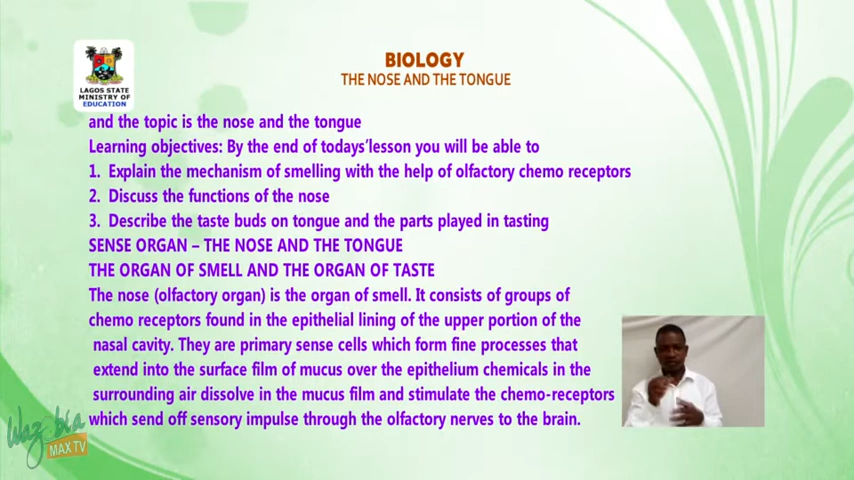 LAGOS STATE
MINISTRY OF
EDUCATION
BIOLOGY
THE NOSE AND THE TONGUE
and the topic is the nose and the tongue
Learning objectives: By the end of todays'lesson you will be able to
1. Explain the mechanism of smelling with the help of olfactory chemo receptors
2. Discuss the functions of the nose
3. Describe the taste buds on tongue and the parts played in tasting
SENSE ORGAN – THE NOSE AND THE TONGUE
THE ORGAN OF SMELL AND THE ORGAN OF TASTE
The nose (olfactory organ) is the organ of smell. It consists of groups of
chemo receptors found in the epithelial lining of the upper portion of the
nasal cavity. They are primary sense cells which form fine processes that
extend into the surface film of mucus over the epithelium chemicals in the
surrounding air dissolve in the mucus film and stimulate the chemo-receptors
which send off sensory impulse through the olfactory nerves to the brain.
Wazobia
MAX TV